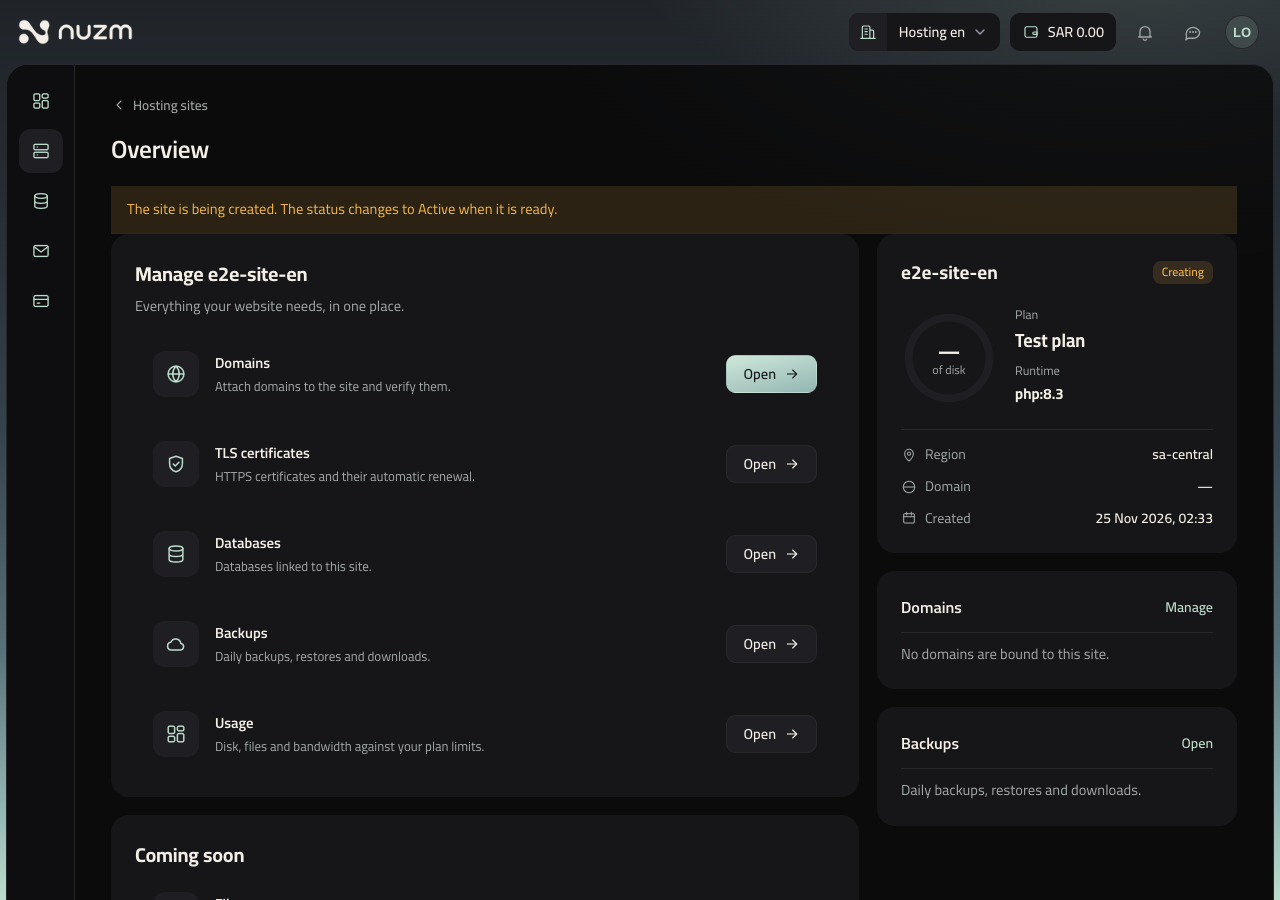 nuzm
Hosting en
SAR 0.00
LO
Hosting sites
Overview
The site is being created. The status changes to Active when it is ready.
Manage e2e-site-en
Everything your website needs, in one place.
Domains
Attach domains to the site and verify them.
Open
TLS certificates
HTTPS certificates and their automatic renewal.
Open
Databases
Databases linked to this site.
Open
Backups
Daily backups, restores and downloads.
Open
Usage
Disk, files and bandwidth against your plan limits.
Open
Coming soon
e2e-site-en
Creating
—
of disk
Plan
Test plan
Runtime
php:8.3
Region
sa-central
Domain
—
Created
25 Nov 2026, 02:33
Domains
Manage
No domains are bound to this site.
Backups
Open
Daily backups, restores and downloads.